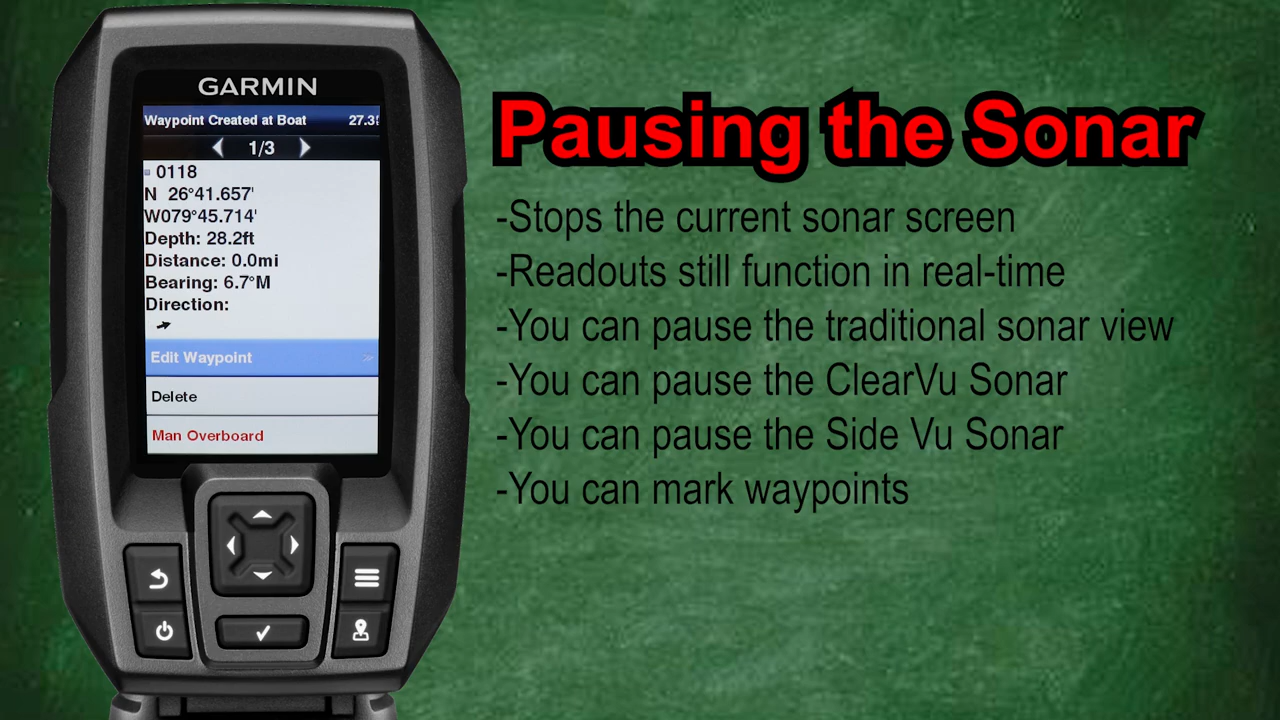 GARMIN
Waypoint Created at Boat
1/3
0118
N 26°41.657'
W079°45.714'
Depth: 28.2ft
Distance: 0.0mi
Bearing: 6.7°M
Direction:
Edit Waypoint
Delete
Man Overboard
Pausing the Sonar
-Stops the current sonar screen
-Readouts still function in real-time
-You can pause the traditional sonar view
-You can pause the ClearVu Sonar
-You can pause the Side Vu Sonar
-You can mark waypoints